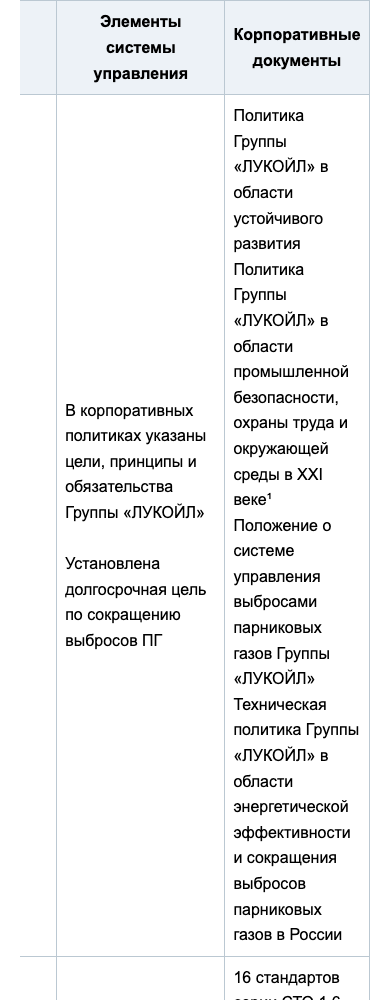 Элементы
системы
управления
Корпоративные
документы
В корпоративных
политиках указаны
цели, принципы и
обязательства
Группы «ЛУКОЙЛ»
Установлена
долгосрочная цель
по сокращению
выбросов ПГ
Политика
Группы
«ЛУКОЙЛ» в
области
устойчивого
развития
Политика
Группы
«ЛУКОЙЛ» в
области
промышленной
безопасности,
охраны труда и
окружающей
среды в XXI
веке¹
Положение о
системе
управления
выбросами
парниковых
газов Группы
«ЛУКОЙЛ»
Техническая
политика Группы
«ЛУКОЙЛ» в
области
энергетической
эффективности
и сокращения
выбросов
парниковых
газов в России
16 стандартов